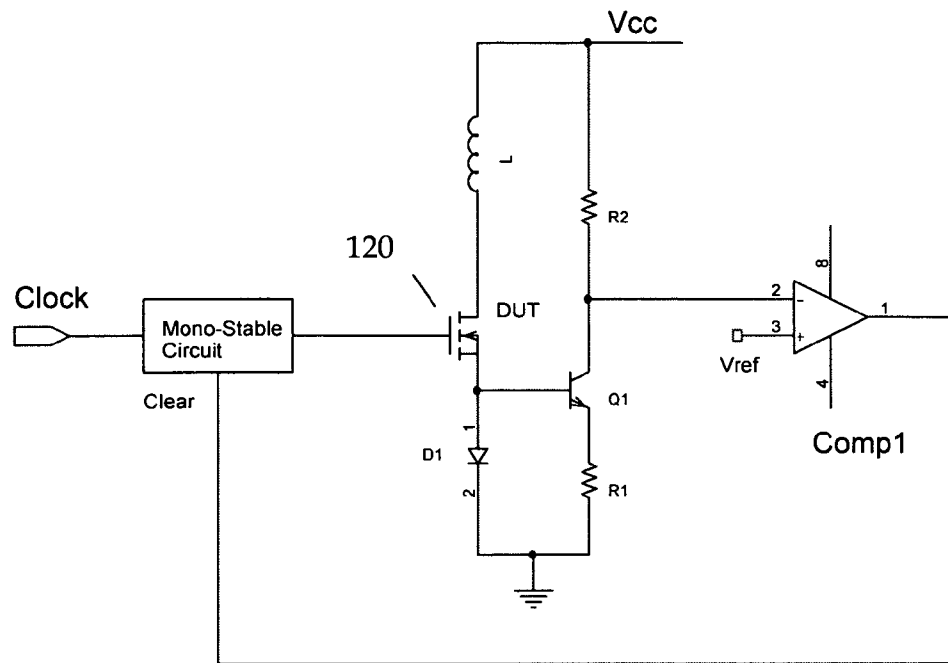 Vcc
L
R2
120
8
Clock
DUT
2
-
1
Mono-Stable
Circuit
3
+
Vref
4
Clear
Q1
1
Comp1
D1
2
R1